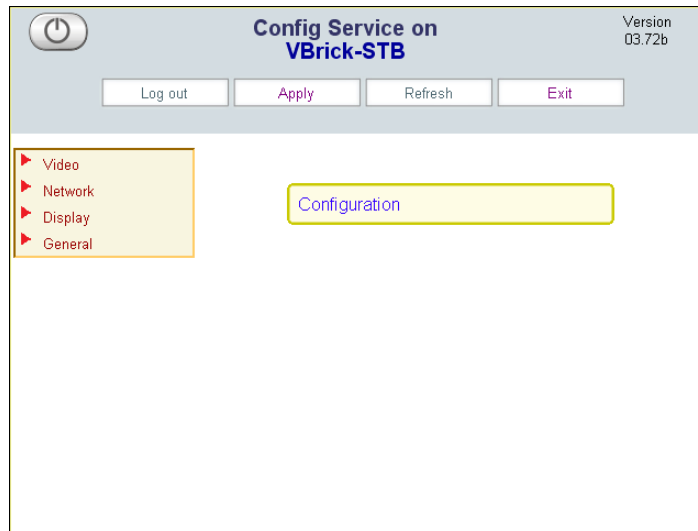 Config Service on
VBrick-STB
Version
03.72b
Log out
Apply
Refresh
Exit
Video
Network
Display
General
Configuration